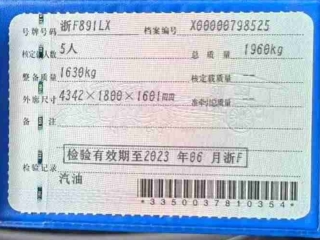 号牌号码 浙F891LX 档案编号 X00000798525
核定载人数 5人 总质量 1960kg
整备质量 1630kg 核定载质量 --
外廓尺寸 4342×1800×1601mm 准牵引总质量 --
备注
检验有效期至2023 年06 月浙F
检验记录
汽油
*3350037810354*